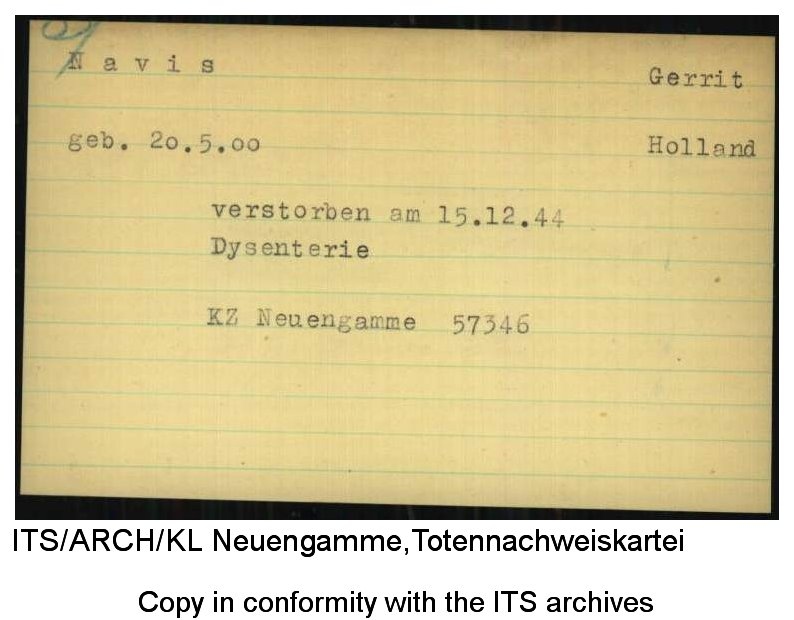 Navis Gerrit
geb. 20.5.00 Holland
verstorben am 15.12.44
Dysenterie
KZ Neuengamme 57346
ITS/ARCH/KL Neuengamme,Totennachweiskartei
Copy in conformity with the ITS archives